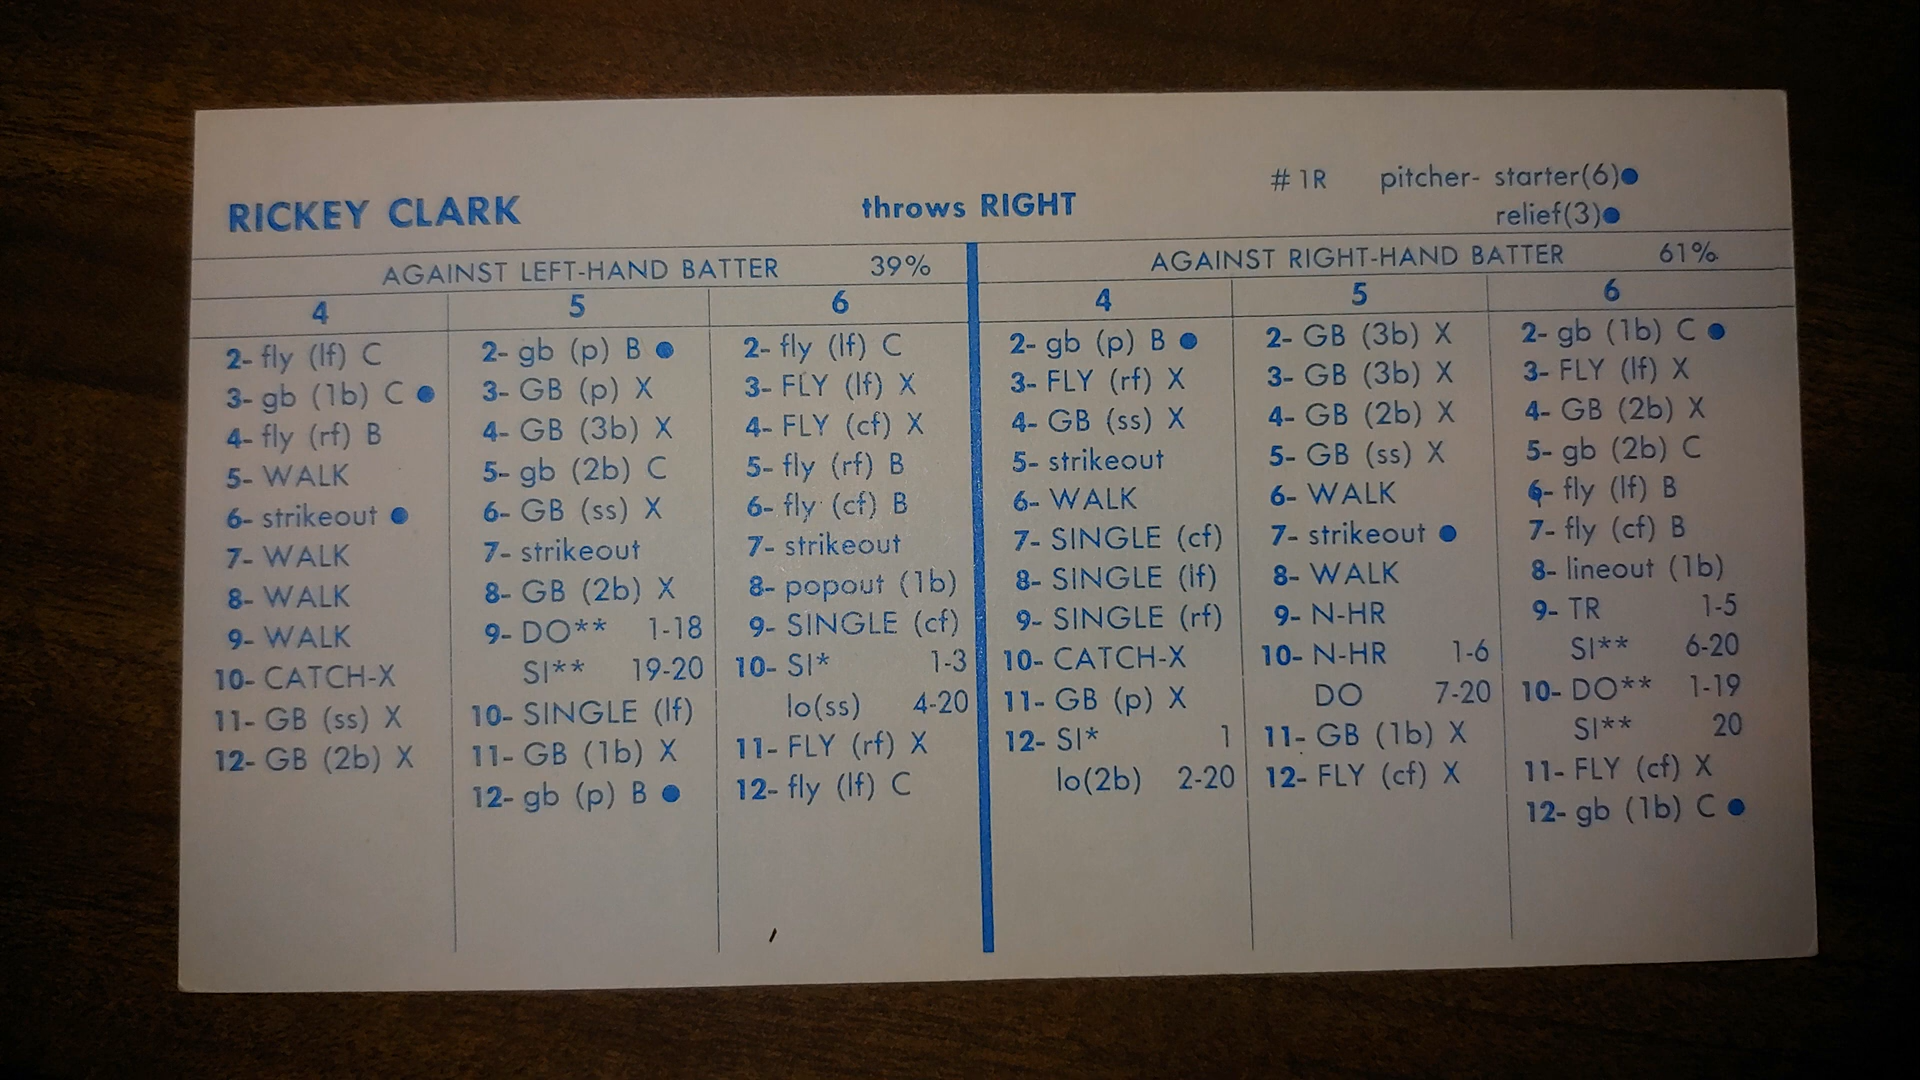 RICKEY CLARK throws RIGHT #1R pitcher- starter(6)●
relief(3)●
AGAINST LEFT-HAND BATTER 39%
4
2- fly (lf) C
3- gb (1b) C ●
4- fly (rf) B
5- WALK
6- strikeout ●
7- WALK
8- WALK
9- WALK
10- CATCH-X
11- GB (ss) X
12- GB (2b) X
5
2- gb (p) B ●
3- GB (p) X
4- GB (3b) X
5- gb (2b) C
6- GB (ss) X
7- strikeout
8- GB (2b) X
9- DO** 1-18
SI** 19-20
10- SINGLE (lf)
11- GB (1b) X
12- gb (p) B ●
6
2- fly (lf) C
3- FLY (lf) X
4- FLY (cf) X
5- fly (rf) B
6- fly (cf) B
7- strikeout
8- popout (1b)
9- SINGLE (cf)
10- SI* 1-3
lo(ss) 4-20
11- FLY (rf) X
12- fly (lf) C
AGAINST RIGHT-HAND BATTER 61%
4
2- gb (p) B ●
3- FLY (rf) X
4- GB (ss) X
5- strikeout
6- WALK
7- SINGLE (cf)
8- SINGLE (lf)
9- SINGLE (rf)
10- CATCH-X
11- GB (p) X
12- SI* 1
lo(2b) 2-20
5
2- GB (3b) X
3- GB (3b) X
4- GB (2b) X
5- GB (ss) X
6- WALK
7- strikeout ●
8- WALK
9- N-HR
10- N-HR 1-6
DO 7-20
11- GB (1b) X
12- FLY (cf) X
6
2- gb (1b) C ●
3- FLY (lf) X
4- GB (2b) X
5- gb (2b) C
6- fly (lf) B
7- fly (cf) B
8- lineout (1b)
9- TR 1-5
SI** 6-20
10- DO** 1-19
SI** 20
11- FLY (cf) X
12- gb (1b) C ●